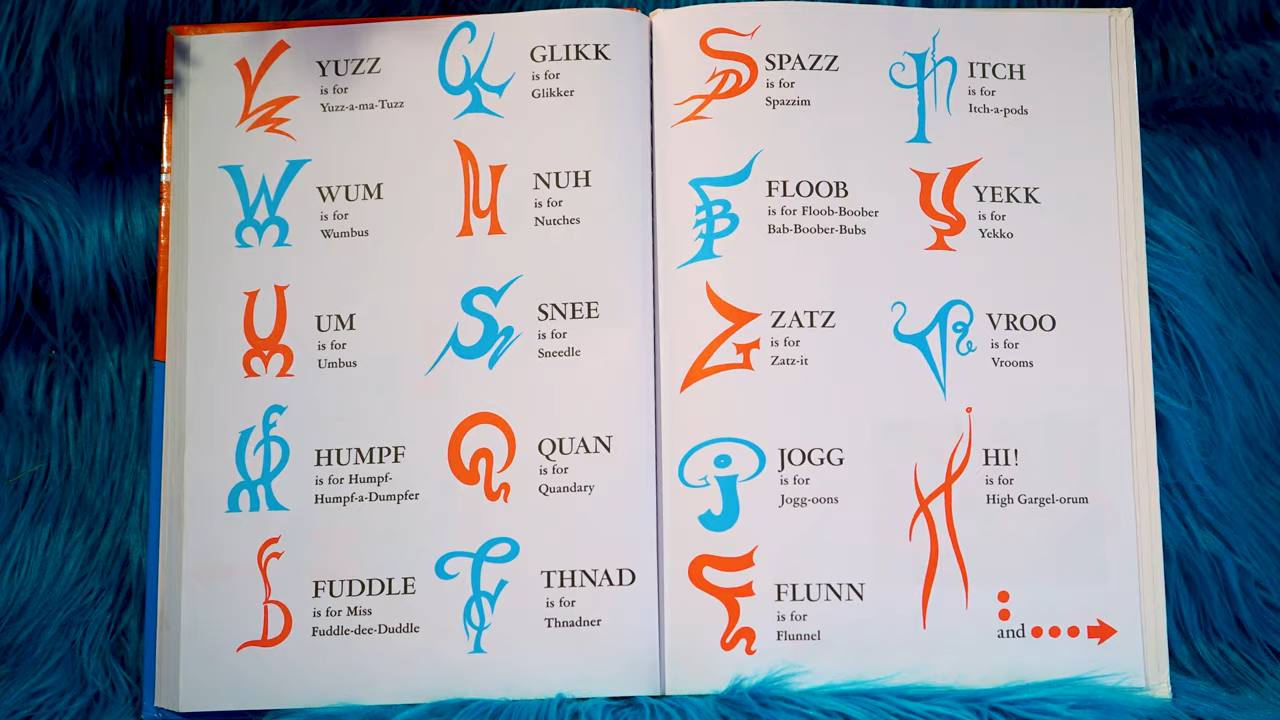 YUZZ
is for
Yuzz-a-ma-Tuzz
WUM
is for
Wumbus
UM
is for
Umbus
HUMPF
is for Humpf-
Humpf-a-Dumpfer
FUDDLE
is for Miss
Fuddle-dee-Duddle
GLIKK
is for
Glikker
NUH
is for
Nutches
SNEE
is for
Sneedle
QUAN
is for
Quandary
THNAD
is for
Thnadner
SPAZZ
is for
Spazzim
FLOOB
is for Floob-Boober
Bab-Boober-Bubs
ZATZ
is for
Zatz-it
JOGG
is for
Jogg-oons
FLUNN
is for
Flunnel
ITCH
is for
Itch-a-pods
YEKK
is for
Yekko
VROO
is for
Vrooms
HI!
is for
High Gargel-orum
and